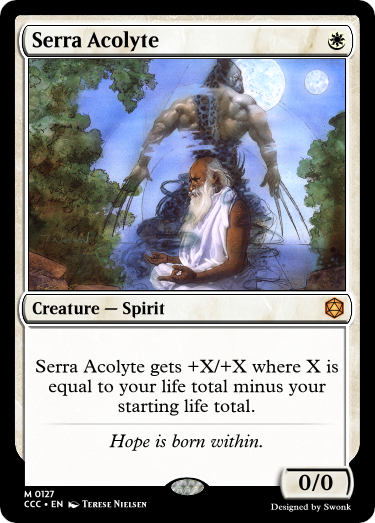 Serra Acolyte
Creature — Spirit
Serra Acolyte gets +X/+X where X is
equal to your life total minus your
starting life total.
Hope is born within.
0/0
M 0127
CCC • EN Terese Nielsen
Designed by Swonk